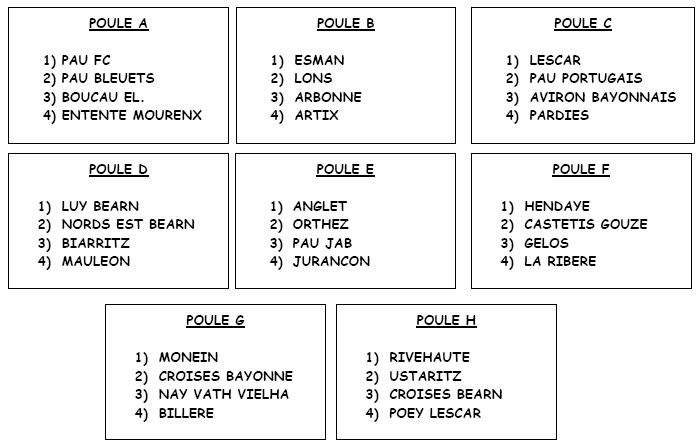 POULE A
1) PAU FC
2) PAU BLEUETS
3) BOUCAU EL.
4) ENTENTE MOURENX
POULE B
1) ESMAN
2) LONS
3) ARBONNE
4) ARTIX
POULE C
1) LESCAR
2) PAU PORTUGAIS
3) AVIRON BAYONNAIS
4) PARDIES
POULE D
1) LUY BEARN
2) NORDS EST BEARN
3) BIARRITZ
4) MAULEON
POULE E
1) ANGLET
2) ORTHEZ
3) PAU JAB
4) JURANCON
POULE F
1) HENDAYE
2) CASTETIS GOUZE
3) GELOS
4) LA RIBERE
POULE G
1) MONEIN
2) CROISES BAYONNE
3) NAY VATH VIELHA
4) BILLERE
POULE H
1) RIVEHAUTE
2) USTARITZ
3) CROISES BEARN
4) POEY LESCAR